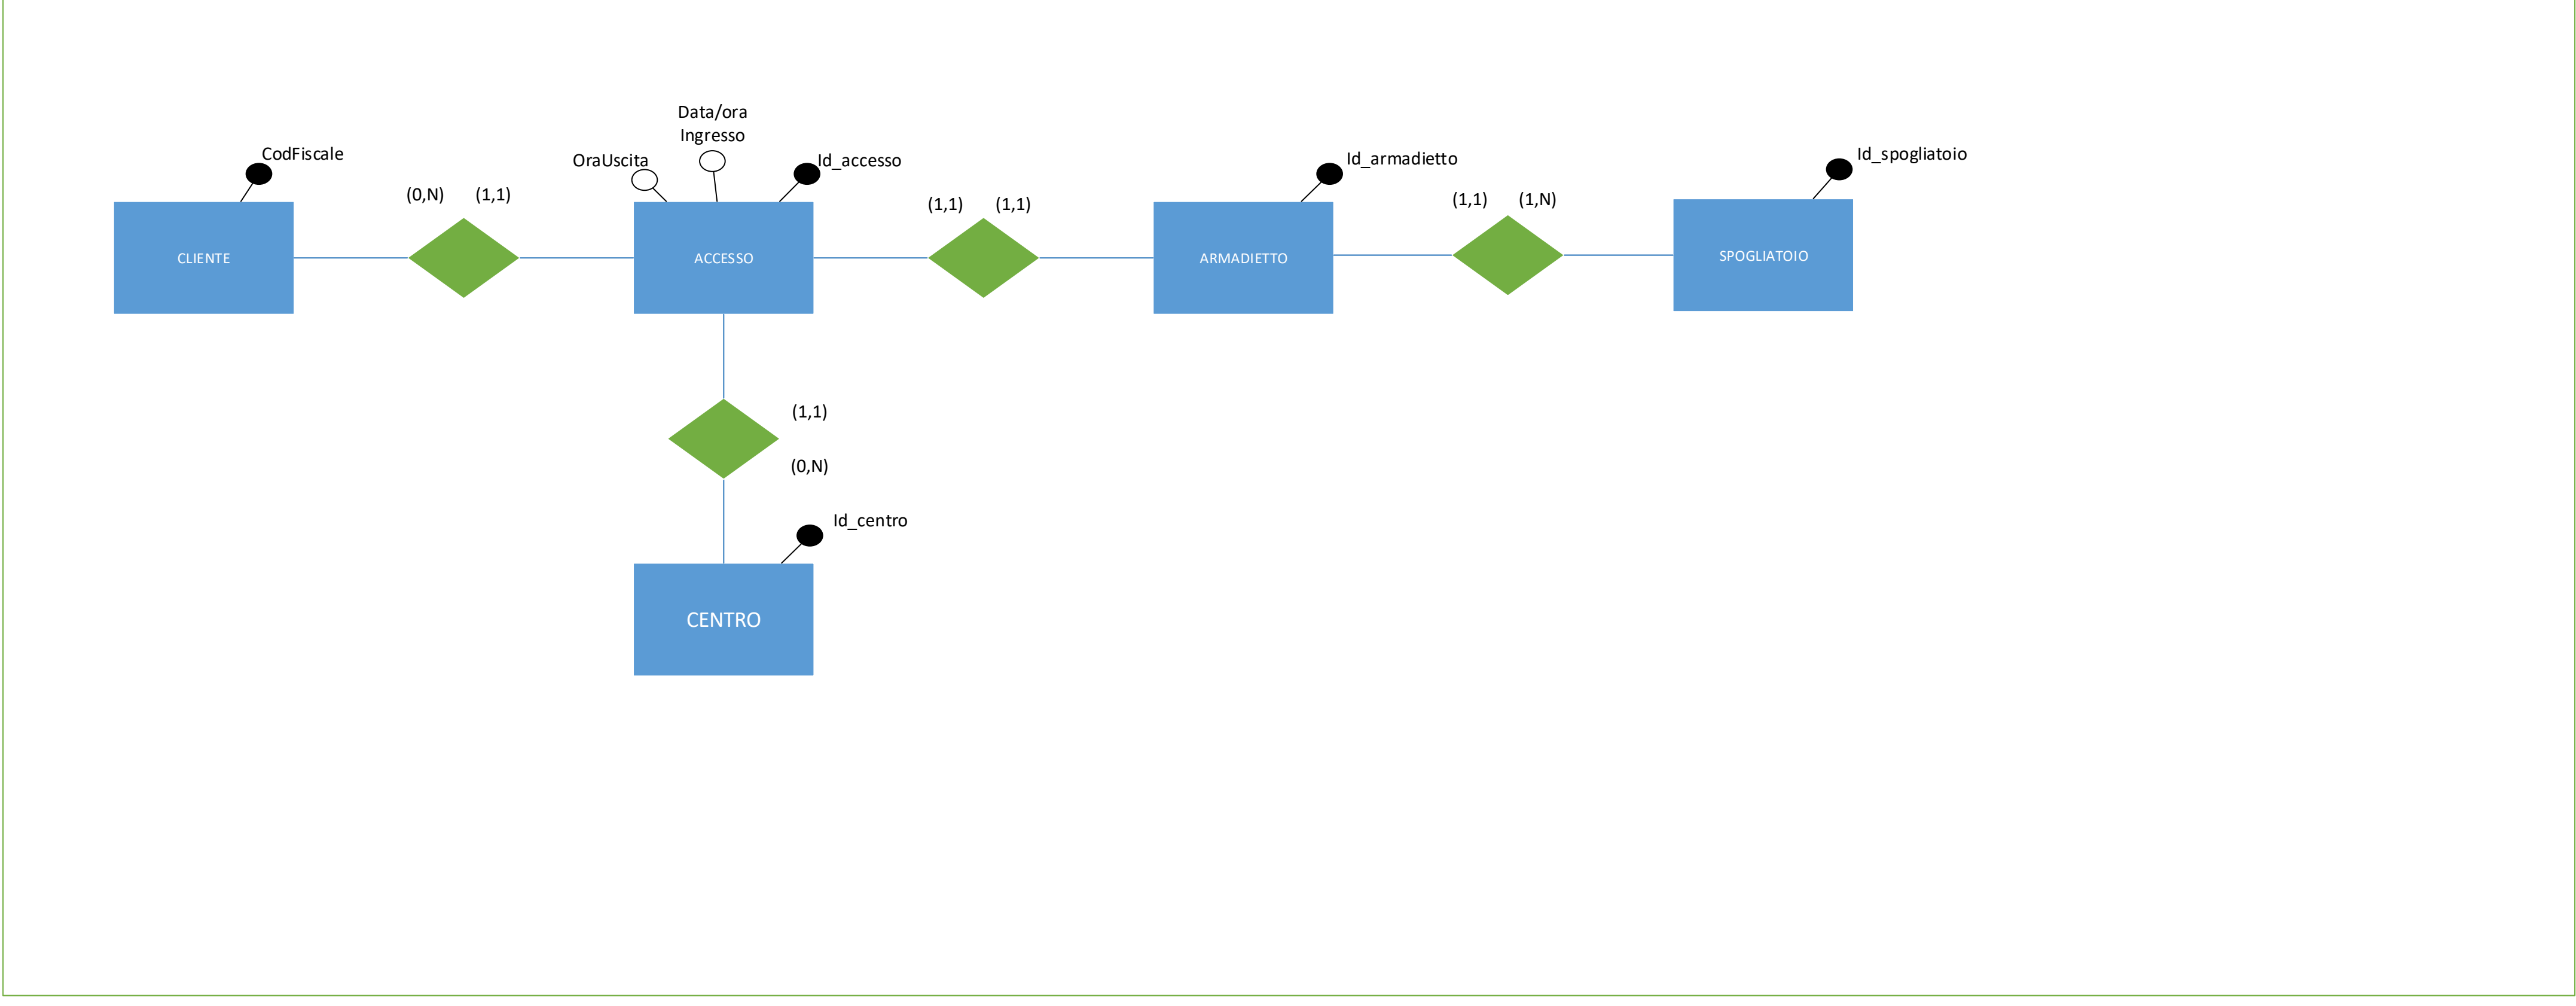 Data/ora
Ingresso
CodFiscale
OraUscita
Id_accesso
Id_armadietto
Id_spogliatoio
(0,N)
(1,1)
(1,1)
(1,1)
(1,1)
(1,N)
CLIENTE
ACCESSO
ARMADIETTO
SPOGLIATOIO
(1,1)
(0,N)
Id_centro
CENTRO